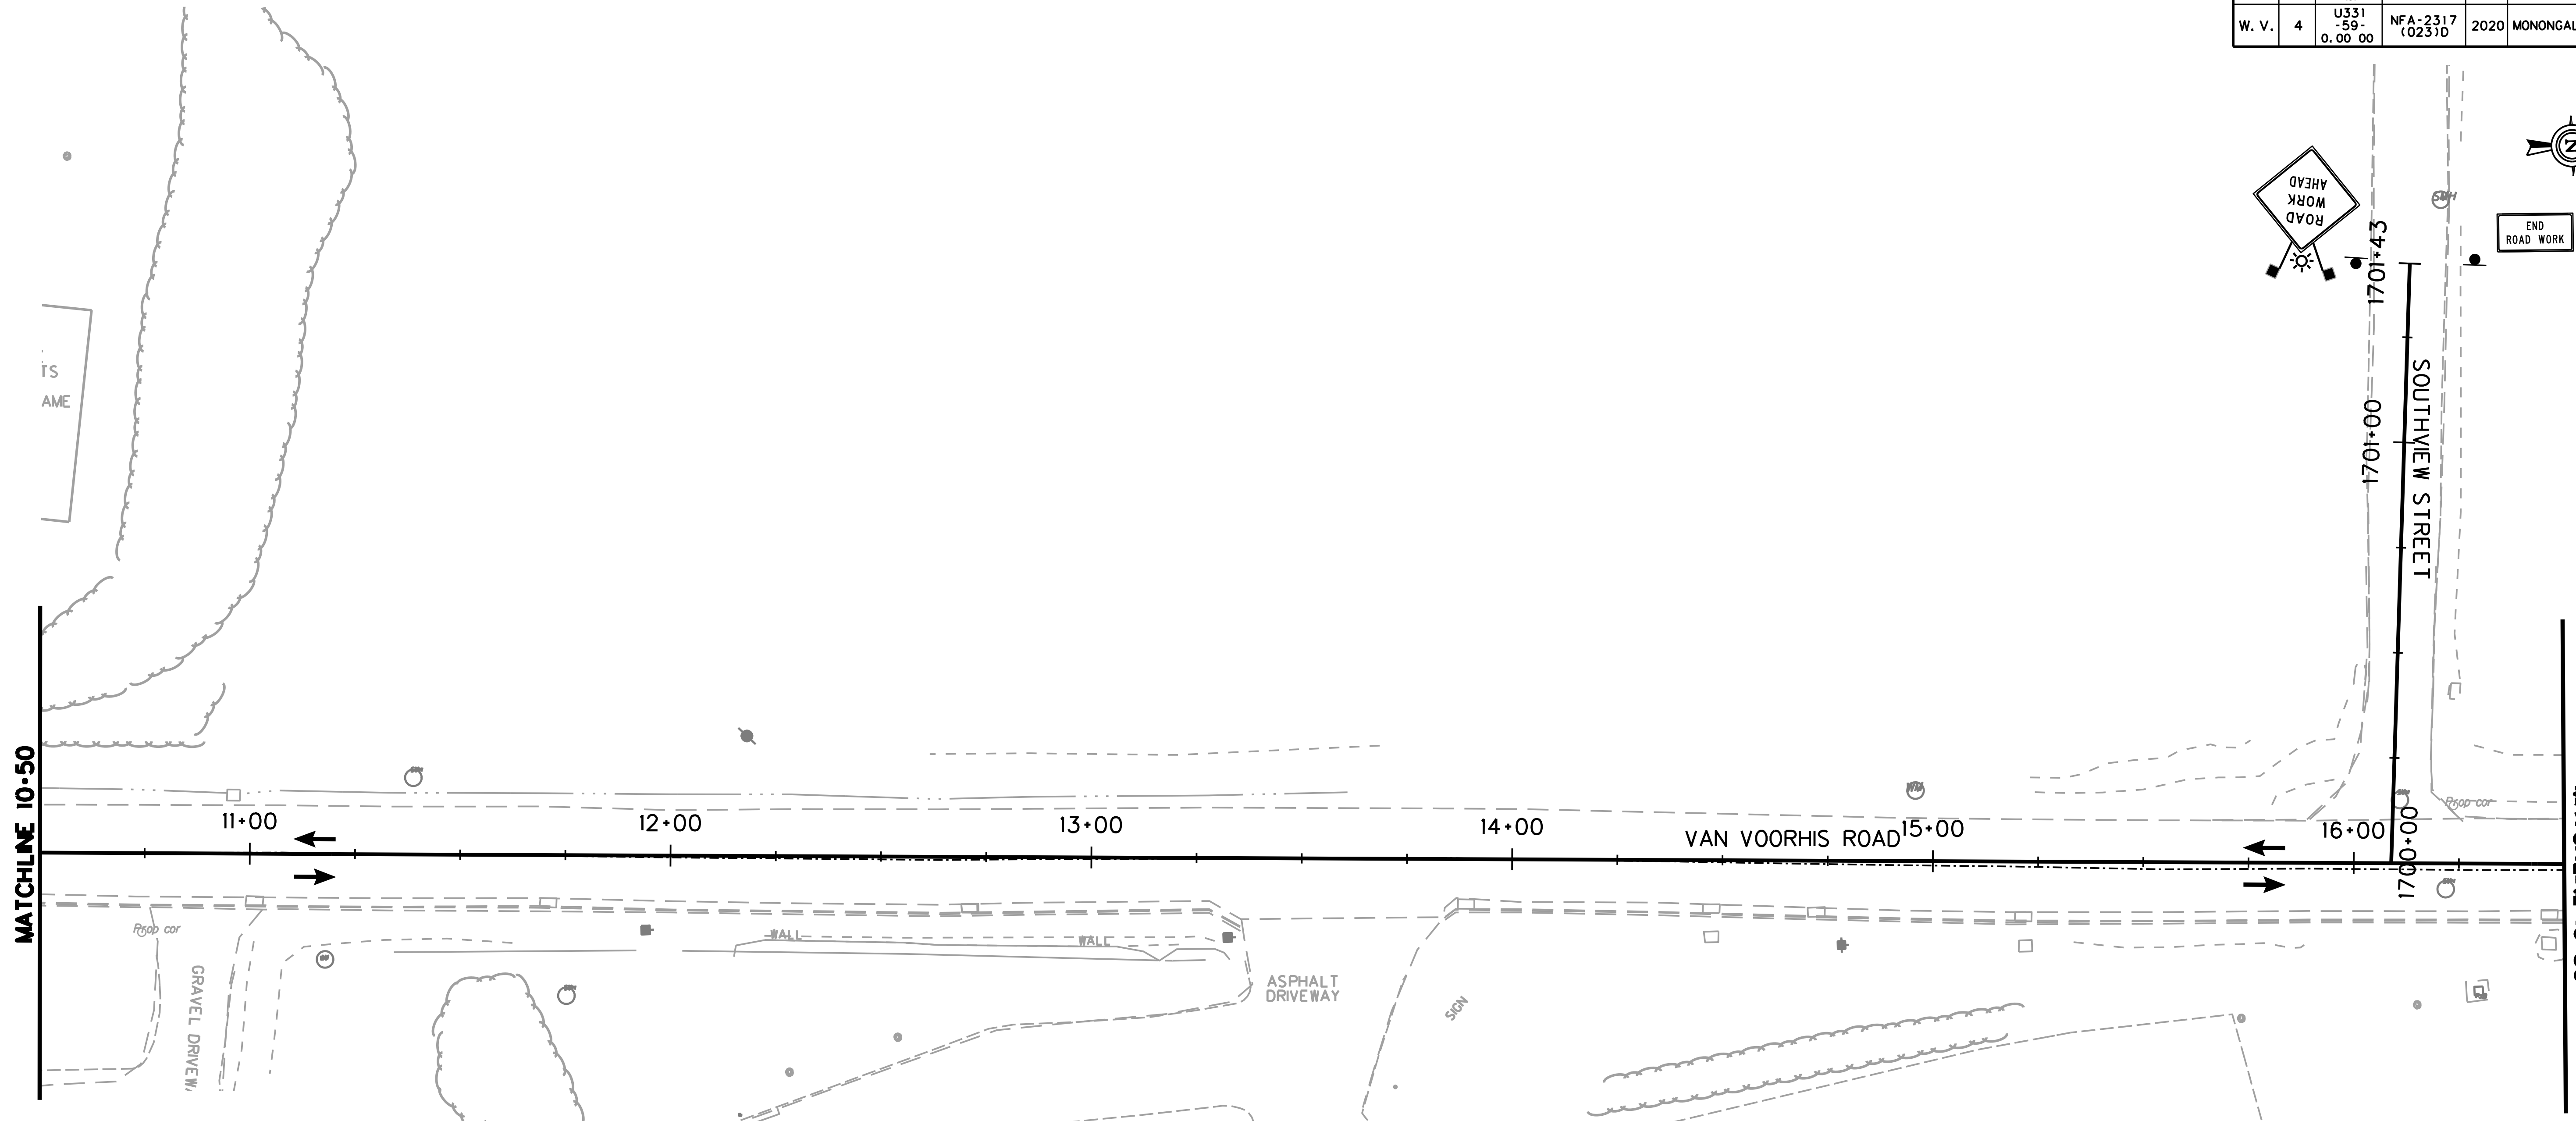 W. V.
4
U331
-59-
0.00 00
NFA-2317
(023)D
2020
MONONGAL
ROAD
WORK
AHEAD
N
SMH
END
ROAD WORK
1701+43
1701+00
SOUTHVIEW STREET
TS
AME
MATCHLINE 10+50
11+00
12+00
13+00
14+00
VAN VOORHIS ROAD
15+00
16+00
1700+00
WM
Prop cor
Prop cor
WALL
WALL
GRAVEL DRIVEW
ASPHALT
DRIVEWAY
SIGN